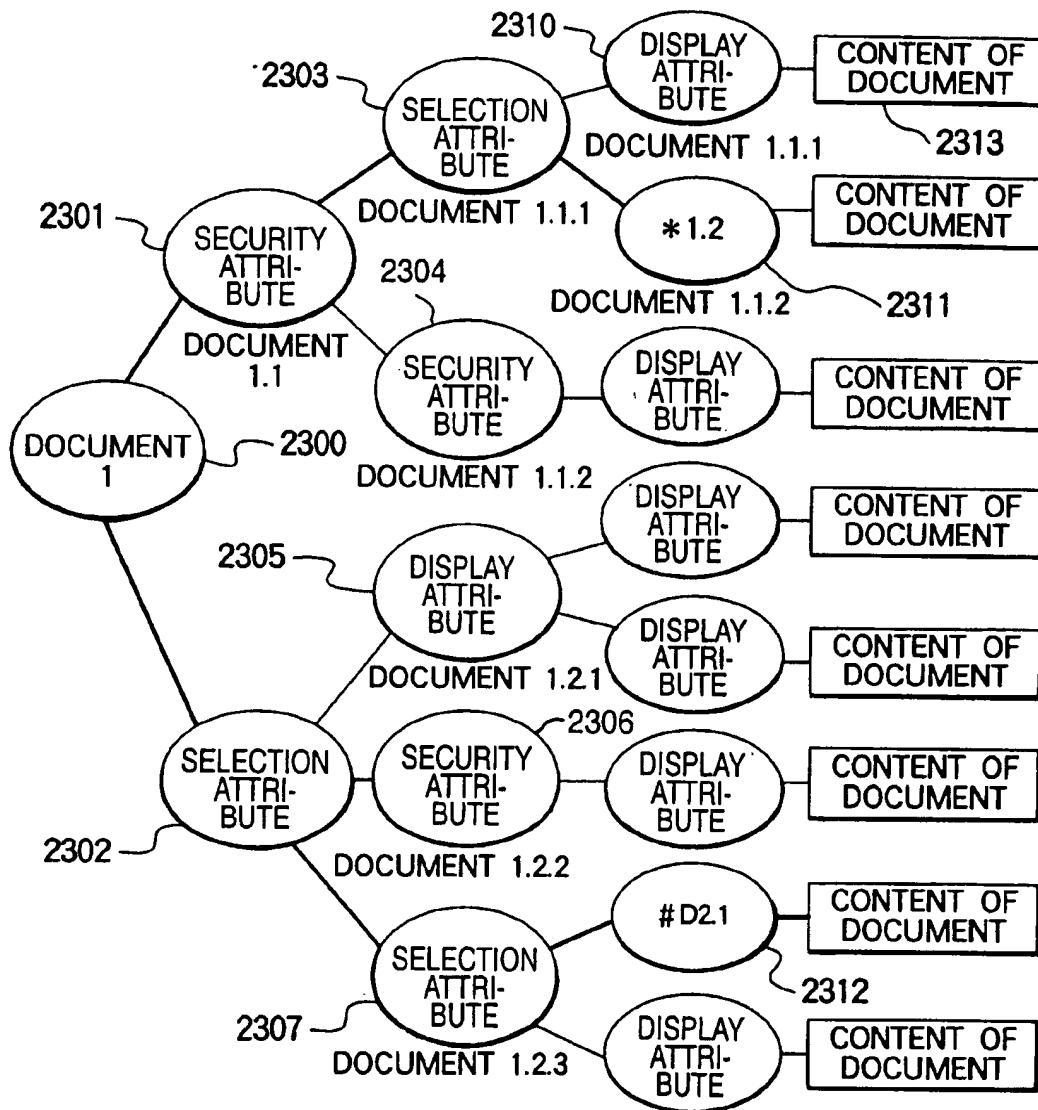 2310
DISPLAY
ATTRI-
BUTE
CONTENT OF
DOCUMENT
2313
2303
SELECTION
ATTRI-
BUTE
DOCUMENT 1.1.1
DOCUMENT 1.1.1
2301
SECURITY
ATTRI-
BUTE
DOCUMENT
1.1
*1.2
CONTENT OF
DOCUMENT
DOCUMENT 1.1.2
2311
2304
SECURITY
ATTRI-
BUTE
DOCUMENT 1.1.2
DISPLAY
ATTRI-
BUTE
CONTENT OF
DOCUMENT
DOCUMENT
1
2300
2305
DISPLAY
ATTRI-
BUTE
DOCUMENT 1.2.1
DISPLAY
ATTRI-
BUTE
CONTENT OF
DOCUMENT
DISPLAY
ATTRI-
BUTE
CONTENT OF
DOCUMENT
2306
SELECTION
ATTRI-
BUTE
2302
SECURITY
ATTRI-
BUTE
DOCUMENT 1.2.2
DISPLAY
ATTRI-
BUTE
CONTENT OF
DOCUMENT
#D2.1
CONTENT OF
DOCUMENT
2312
SELECTION
ATTRI-
BUTE
2307
DOCUMENT 1.2.3
DISPLAY
ATTRI-
BUTE
CONTENT OF
DOCUMENT